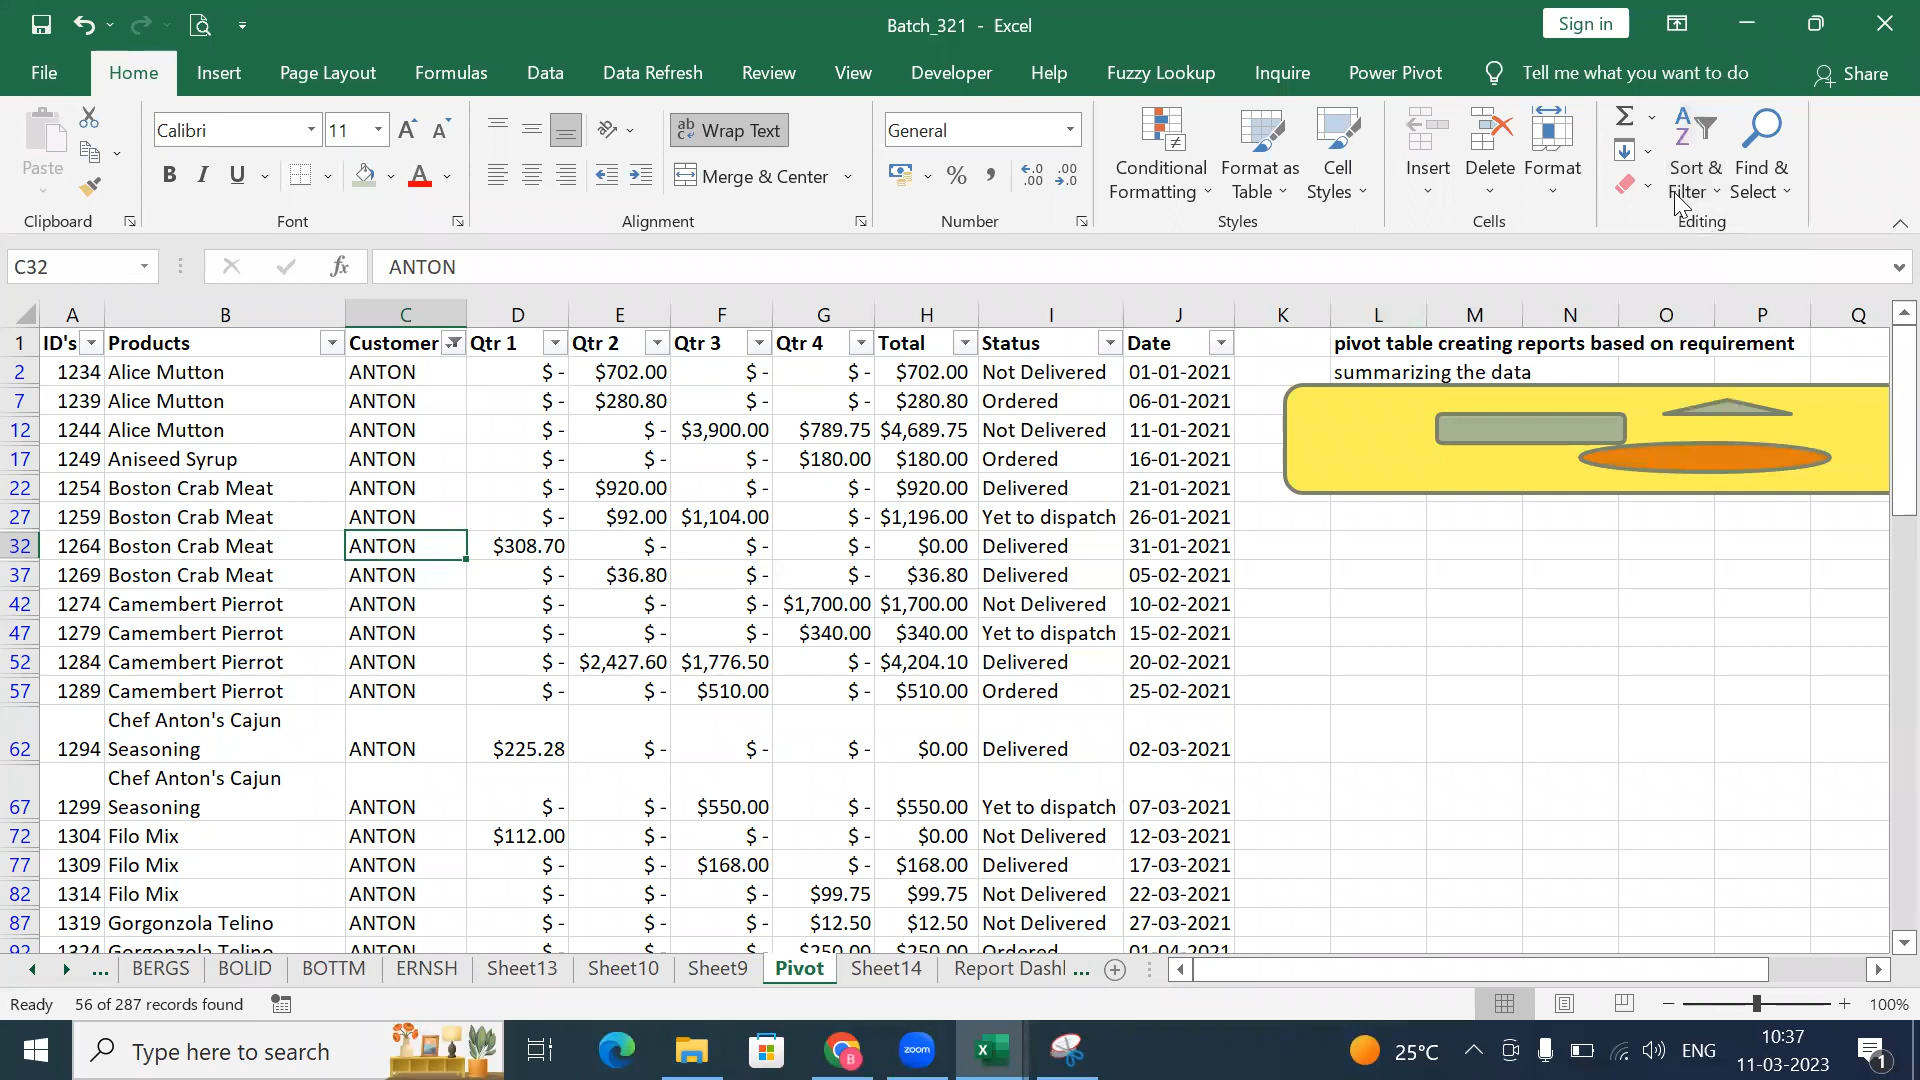 Batch_321 - Excel
Sign in
File Home Insert Page Layout Formulas Data Data Refresh Review View Developer Help Fuzzy Lookup Inquire Power Pivot Tell me what you want to do Share
Paste
Clipboard
Calibri 11
B I U
Font
ab Wrap Text
Merge & Center
Alignment
General
% ,
Number
Conditional Formatting
Format as Table
Cell Styles
Styles
Insert
Delete
Format
Cells
Sort & Filter
Find & Select
Editing
C32 fx ANTON
A B C D E F G H I J K L M N O P Q
1 ID's Products Customer Qtr 1 Qtr 2 Qtr 3 Qtr 4 Total Status Date pivot table creating reports based on requirement
2 1234 Alice Mutton ANTON $ - $702.00 $ - $ - $702.00 Not Delivered 01-01-2021 summarizing the data
7 1239 Alice Mutton ANTON $ - $280.80 $ - $ - $280.80 Ordered 06-01-2021
12 1244 Alice Mutton ANTON $ - $ - $3,900.00 $789.75 $4,689.75 Not Delivered 11-01-2021
17 1249 Aniseed Syrup ANTON $ - $ - $ - $180.00 $180.00 Ordered 16-01-2021
22 1254 Boston Crab Meat ANTON $ - $920.00 $ - $ - $920.00 Delivered 21-01-2021
27 1259 Boston Crab Meat ANTON $ - $92.00 $1,104.00 $ - $1,196.00 Yet to dispatch 26-01-2021
32 1264 Boston Crab Meat ANTON $308.70 $ - $ - $ - $0.00 Delivered 31-01-2021
37 1269 Boston Crab Meat ANTON $ - $36.80 $ - $ - $36.80 Delivered 05-02-2021
42 1274 Camembert Pierrot ANTON $ - $ - $ - $1,700.00 $1,700.00 Not Delivered 10-02-2021
47 1279 Camembert Pierrot ANTON $ - $ - $ - $340.00 $340.00 Yet to dispatch 15-02-2021
52 1284 Camembert Pierrot ANTON $ - $2,427.60 $1,776.50 $ - $4,204.10 Delivered 20-02-2021
57 1289 Camembert Pierrot ANTON $ - $ - $510.00 $ - $510.00 Ordered 25-02-2021
Chef Anton's Cajun
62 1294 Seasoning ANTON $225.28 $ - $ - $ - $0.00 Delivered 02-03-2021
Chef Anton's Cajun
67 1299 Seasoning ANTON $ - $ - $550.00 $ - $550.00 Yet to dispatch 07-03-2021
72 1304 Filo Mix ANTON $112.00 $ - $ - $ - $0.00 Not Delivered 12-03-2021
77 1309 Filo Mix ANTON $ - $ - $168.00 $ - $168.00 Delivered 17-03-2021
82 1314 Filo Mix ANTON $ - $ - $ - $99.75 $99.75 Not Delivered 22-03-2021
87 1319 Gorgonzola Telino ANTON $ - $ - $ - $12.50 $12.50 Not Delivered 27-03-2021
92 1324 Gorgonzola Telino ANTON $ - $ - $ - $250.00 $250.00 Ordered 01-04-2021
... BERGS BOLID BOTTM ERNSH Sheet13 Sheet10 Sheet9 Pivot Sheet14 Report Dashl ...
Ready 56 of 287 records found 100%
Type here to search
zoom
25°C ENG
10:37
11-03-2023
1